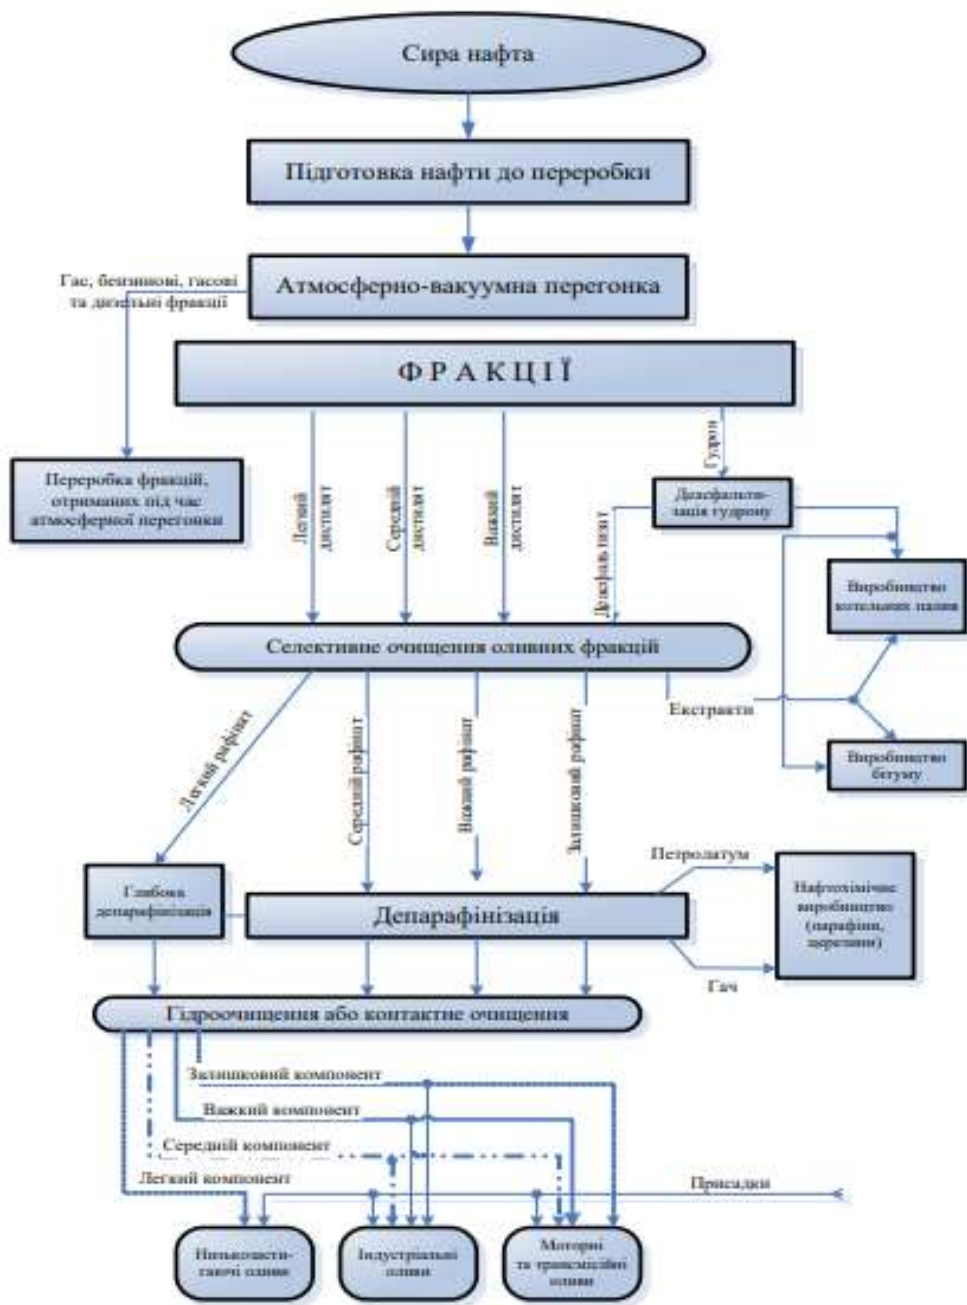 Сира нафта
Підготовка нафти до переробки
Гас, бензинові, гасові
та дизельні фракції
Атмосферно-вакуумна перегонка
Ф Р А К Ц І Ї
Переробка фракцій,
отриманих під час
атмосферної перегонки
Легкий
дистилят
Середній
дистилят
Важкий
дистилят
Гудрон
Деасфальти-
зація гудрону
Деасфальтизат
Виробництво
котельних палив
Селективне очищення оливних фракцій
Екстракти
Виробництво
бітуму
Легкий рафінат
Середній рафінат
Важкий рафінат
Залишковий рафінат
Глибока
депарафінізація
Депарафінізація
Петролатум
Гач
Нафтохімічне
виробництво
(парафіни,
церезини)
Гідроочищення або контактне очищення
Залишковий компонент
Важкий компонент
Середній компонент
Легкий компонент
Присадки
Низькозасти-
гаючі оливи
Індустріальні
оливи
Моторні
та трансмісійні
оливи